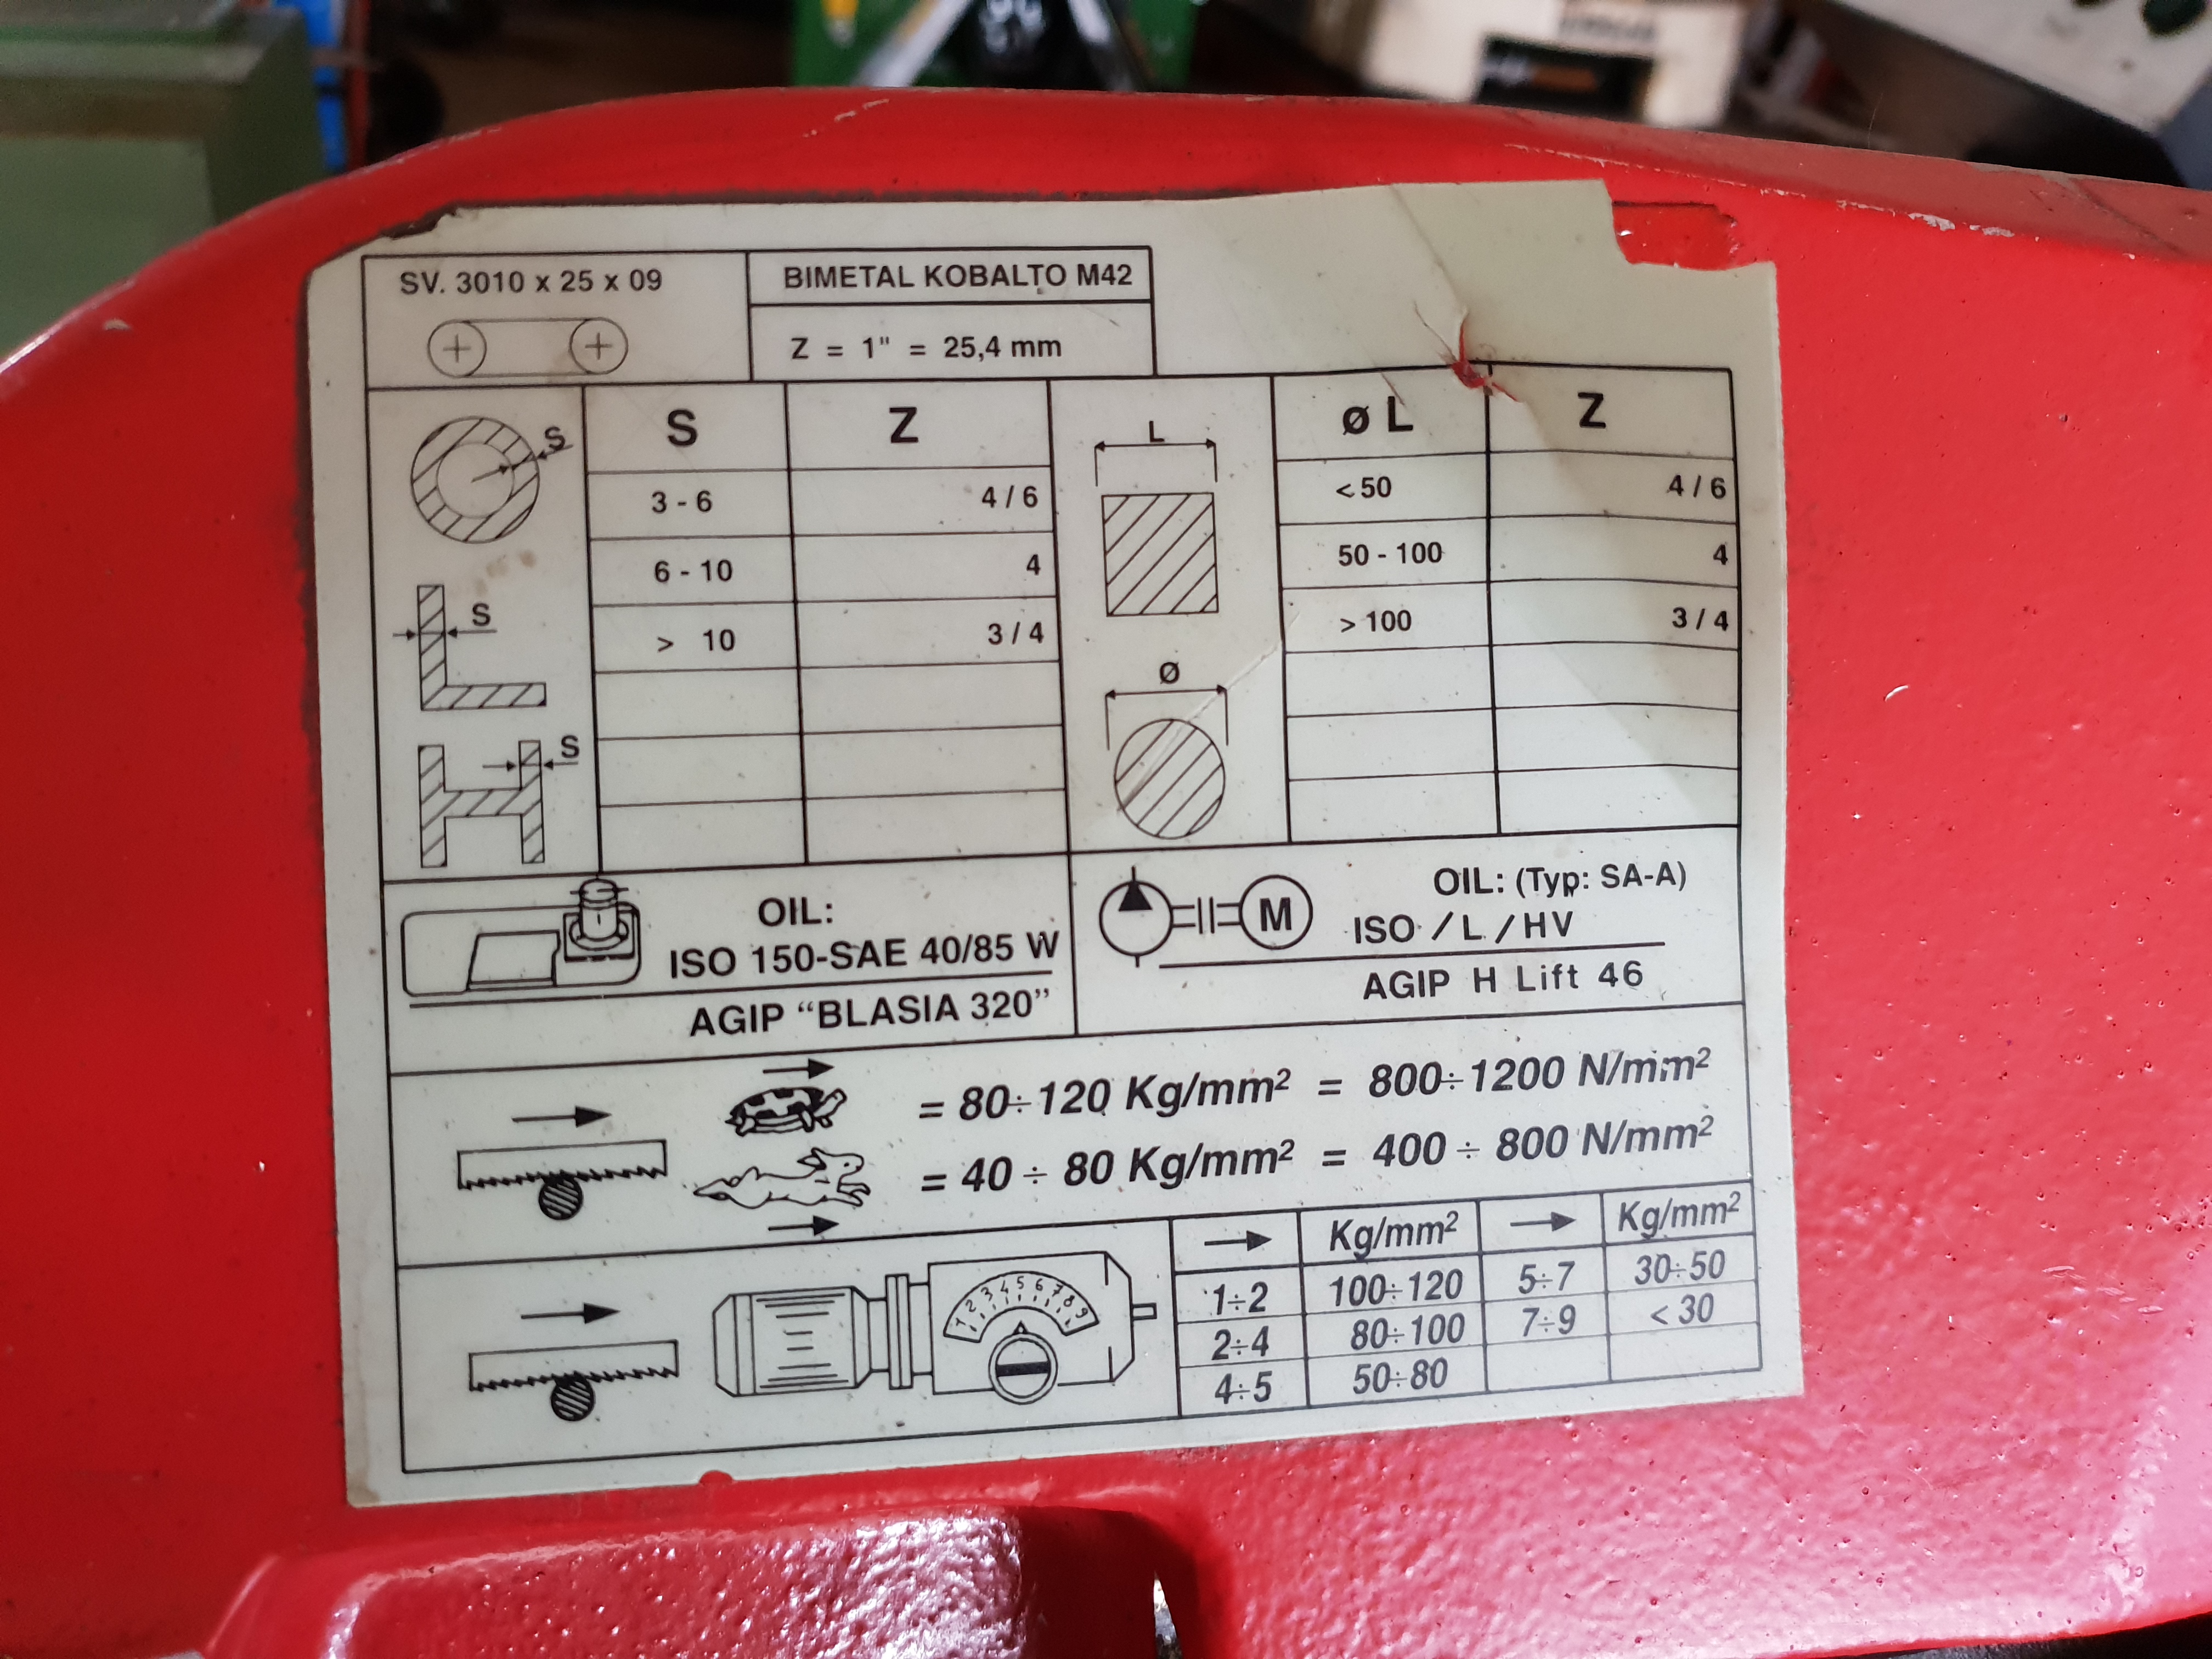 SV. 3010 x 25 x 09
BIMETAL KOBALTO M42
Z = 1" = 25,4 mm
S
S
S
S Z
3 - 6 4 / 6
6 - 10 4
> 10 3 / 4
L
ø
ø L Z
< 50 4 / 6
50 - 100 4
> 100 3 / 4
OIL:
ISO 150-SAE 40/85 W
AGIP “BLASIA 320”
M
OIL: (Typ: SA-A)
ISO / L / HV
AGIP H Lift 46
= 80÷120 Kg/mm² = 800÷1200 N/mm²
= 40 ÷ 80 Kg/mm² = 400 ÷ 800 N/mm²
1 2 3 4 5 6 7 8 9
→ Kg/mm² → Kg/mm²
1÷2 100÷120 5÷7 30÷50
2÷4 80÷100 7÷9 < 30
4÷5 50÷80